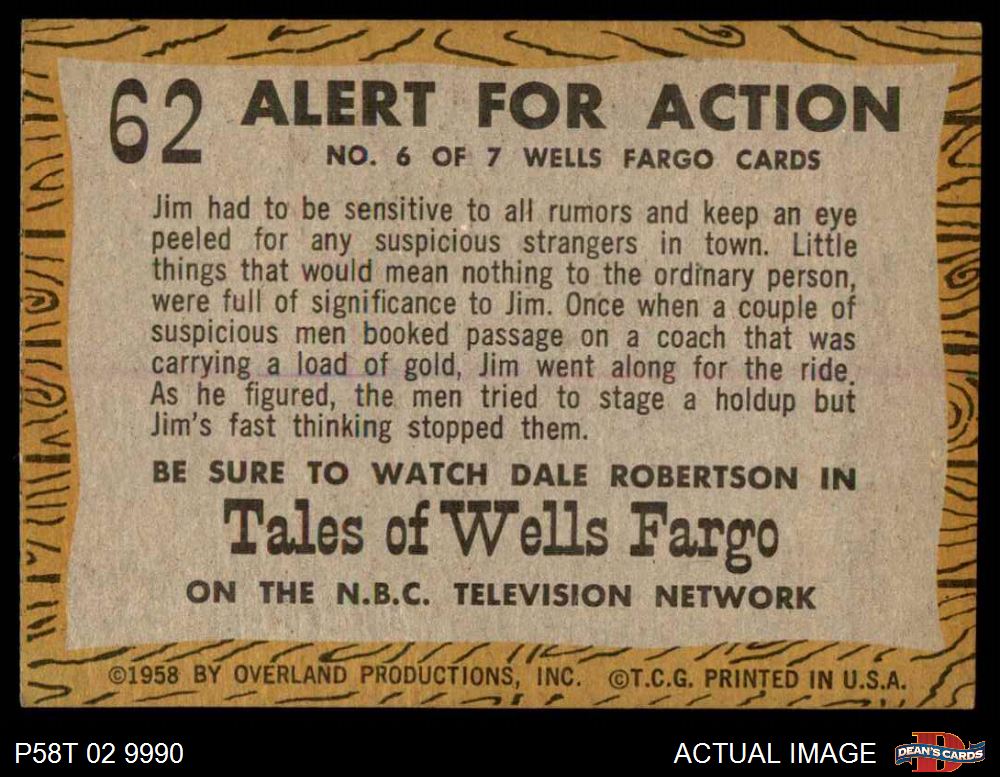 62 ALERT FOR ACTION
NO. 6 OF 7 WELLS FARGO CARDS
Jim had to be sensitive to all rumors and keep an eye
peeled for any suspicious strangers in town. Little
things that would mean nothing to the ordinary person,
were full of significance to Jim. Once when a couple of
suspicious men booked passage on a coach that was
carrying a load of gold, Jim went along for the ride.
As he figured, the men tried to stage a holdup but
Jim's fast thinking stopped them.
BE SURE TO WATCH DALE ROBERTSON IN
Tales of Wells Fargo
ON THE N.B.C. TELEVISION NETWORK
©1958 BY OVERLAND PRODUCTIONS, INC. ©T.C.G. PRINTED IN U.S.A.
P58T 02 9990
ACTUAL IMAGE
D
DEAN'S CARDS